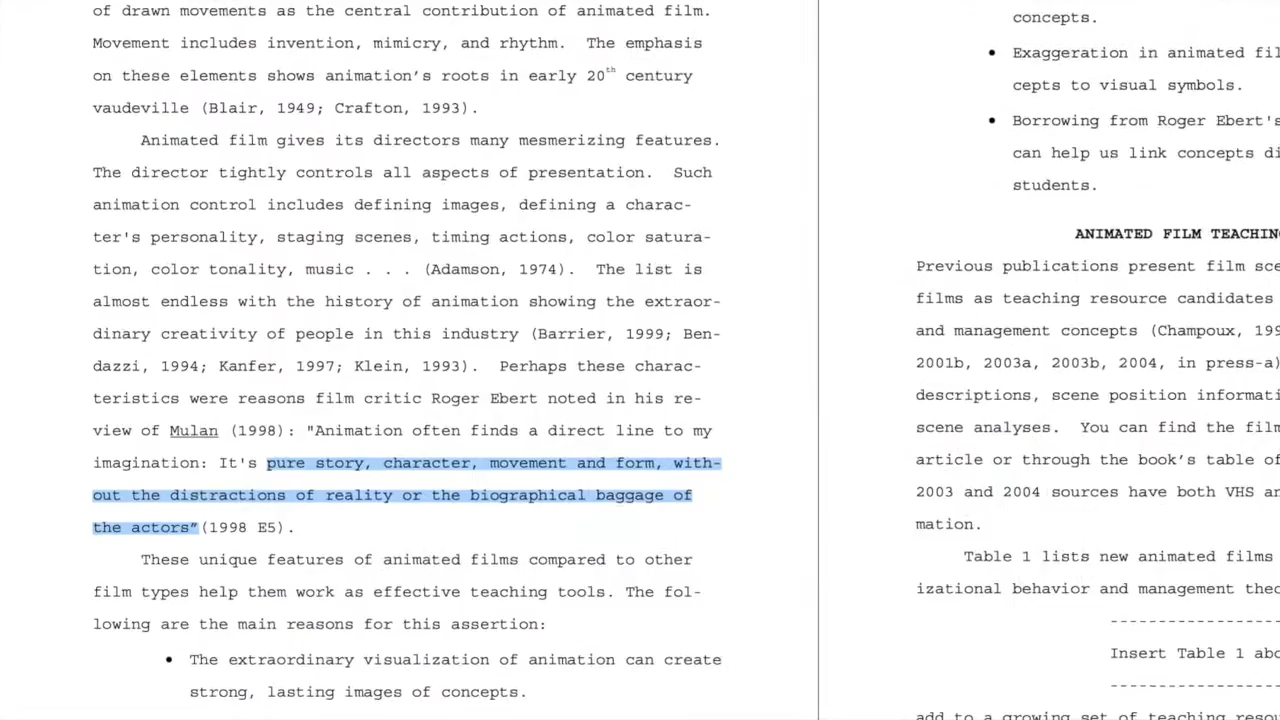 of drawn movements as the central contribution of animated film.
Movement includes invention, mimicry, and rhythm.  The emphasis
on these elements shows animation's roots in early 20th century
vaudeville (Blair, 1949; Crafton, 1993).
Animated film gives its directors many mesmerizing features.
The director tightly controls all aspects of presentation.  Such
animation control includes defining images, defining a charac-
ter's personality, staging scenes, timing actions, color satura-
tion, color tonality, music . . . (Adamson, 1974).  The list is
almost endless with the history of animation showing the extraor-
dinary creativity of people in this industry (Barrier, 1999; Ben-
dazzi, 1994; Kanfer, 1997; Klein, 1993).  Perhaps these charac-
teristics were reasons film critic Roger Ebert noted in his re-
view of Mulan (1998): "Animation often finds a direct line to my
imagination: It's pure story, character, movement and form, with-
out the distractions of reality or the biographical baggage of
the actors"(1998 E5).
These unique features of animated films compared to other
film types help them work as effective teaching tools. The fol-
lowing are the main reasons for this assertion:
• The extraordinary visualization of animation can create
strong, lasting images of concepts.
concepts.
• Exaggeration in animated fil
cepts to visual symbols.
• Borrowing from Roger Ebert's
can help us link concepts di
students.
ANIMATED FILM TEACHING
Previous publications present film sce
films as teaching resource candidates
and management concepts (Champoux, 199
2001b, 2003a, 2003b, 2004, in press-a)
descriptions, scene position informati
scene analyses.  You can find the film
article or through the book's table of
2003 and 2004 sources have both VHS an
mation.
Table 1 lists new animated films
izational behavior and management theo
--------------------
Insert Table 1 abo
--------------------
add to a growing set of teaching resou